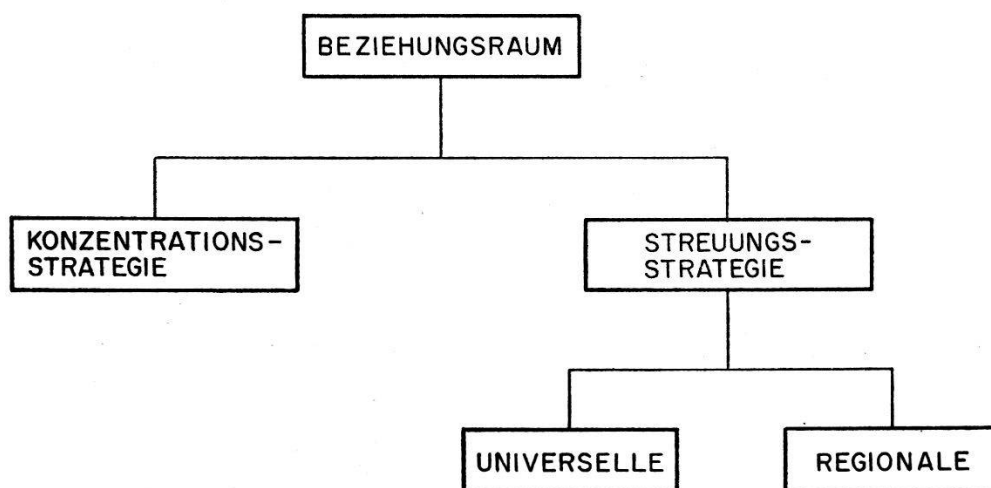 BEZIEHUNGSRAUM
KONZENTRATIONS-
STRATEGIE
STREUUNGS-
STRATEGIE
UNIVERSELLE
REGIONALE